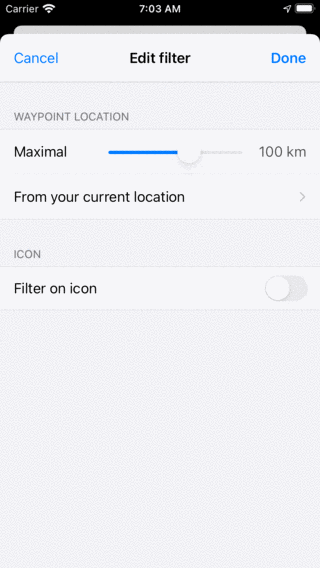 Carrier 7:03 AM
Cancel Edit filter Done
WAYPOINT LOCATION
Maximal 100 km
From your current location
ICON
Filter on icon